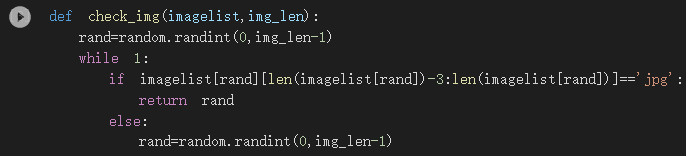 def check_img(imagelist,img_len):
    rand=random.randint(0,img_len-1)
    while 1:
        if imagelist[rand][len(imagelist[rand])-3:len(imagelist[rand])]=='jpg':
            return rand
        else:
            rand=random.randint(0,img_len-1)